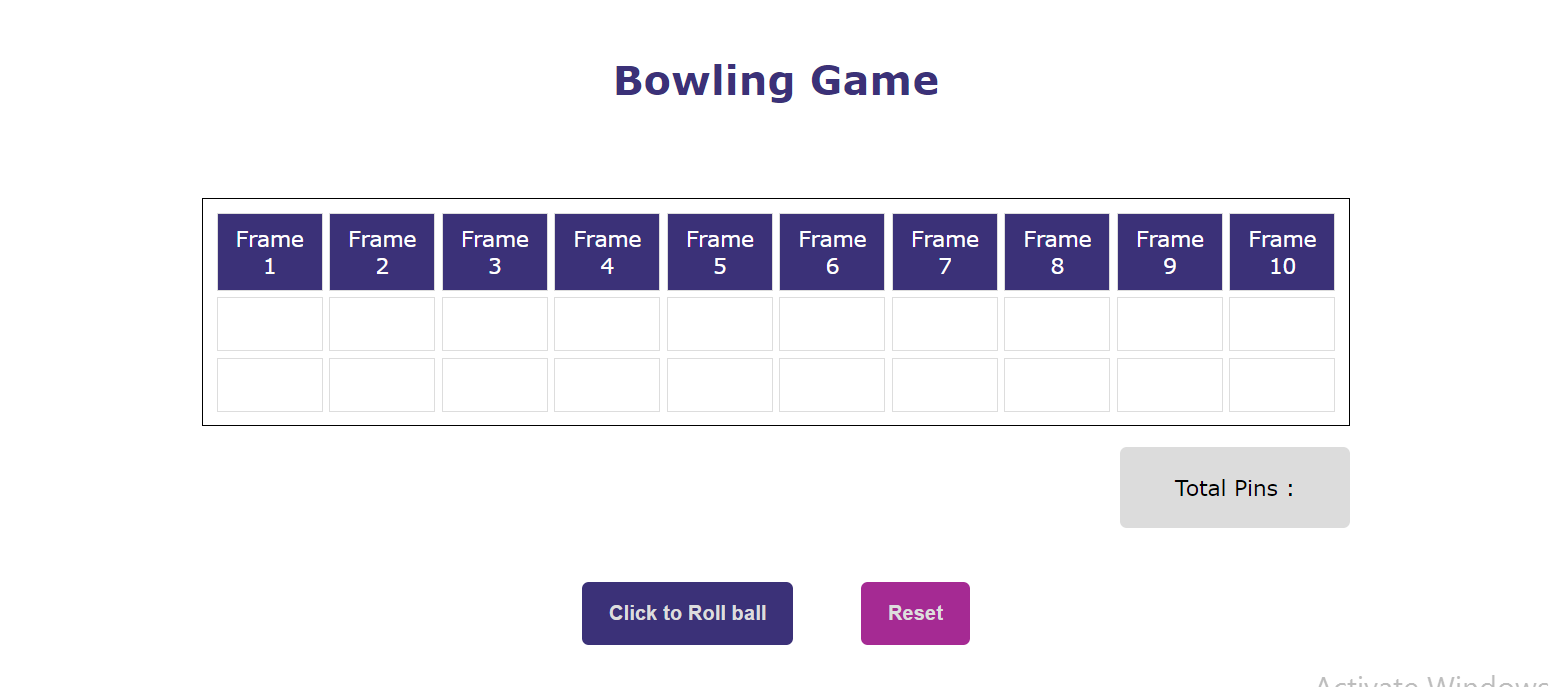 Bowling Game
Frame 1
Frame 2
Frame 3
Frame 4
Frame 5
Frame 6
Frame 7
Frame 8
Frame 9
Frame 10
Total Pins :
Click to Roll ball
Reset
Activate Windows